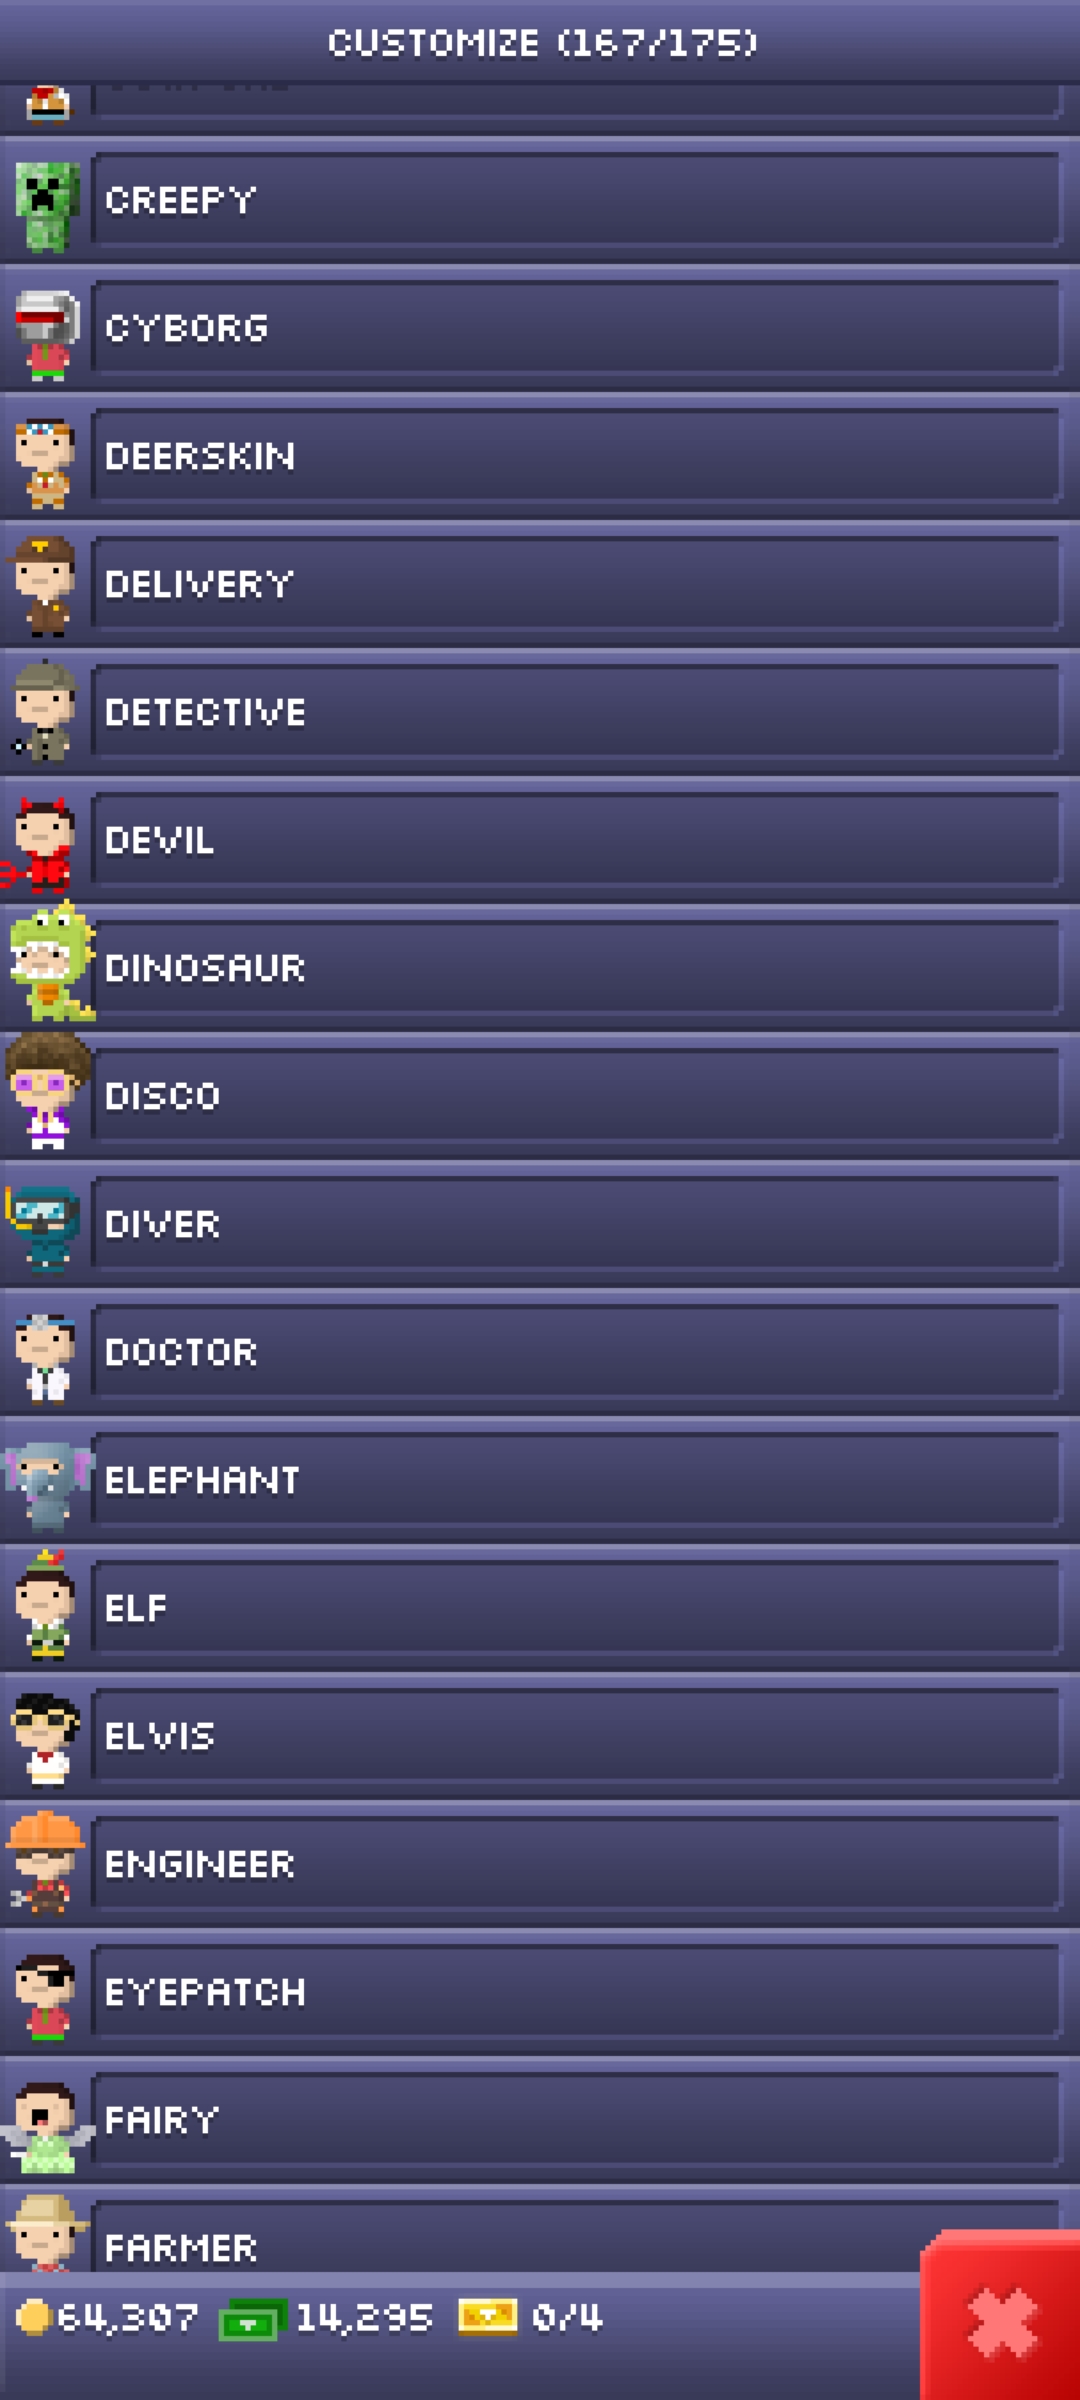 CUSTOMIZE (167/175)
CREEPY
CYBORG
DEERSKIN
DELIVERY
DETECTIVE
DEVIL
DINOSAUR
DISCO
DIVER
DOCTOR
ELEPHANT
ELF
ELVIS
ENGINEER
EYEPATCH
FAIRY
FARMER
64,307 14,295 0/4